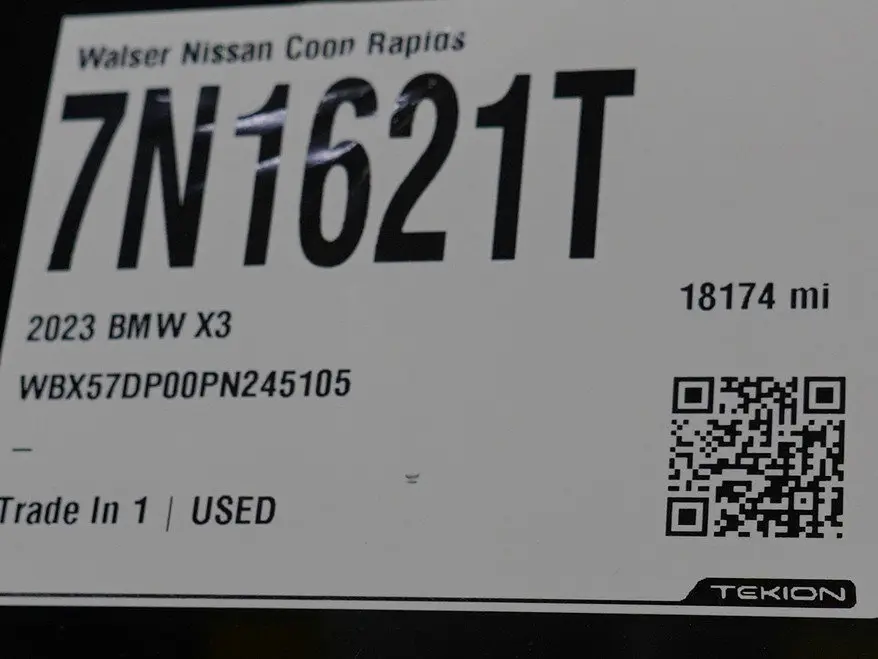 Walser Nissan Coon Rapids
7N1621T
18174 mi
2023 BMW X3
WBX57DP00PN245105
–
Trade In 1 | USED
TEKION